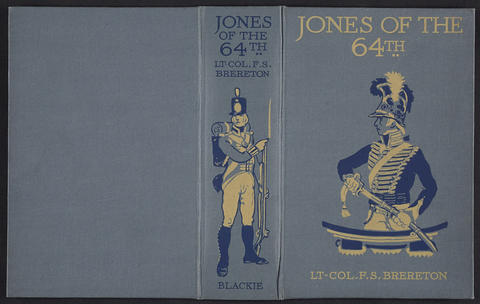 JONES
OF THE
64TH
LT-COL. F.S.
BRERETON
BLACKIE
JONES OF THE
64TH
LT-COL. F.S. BRERETON